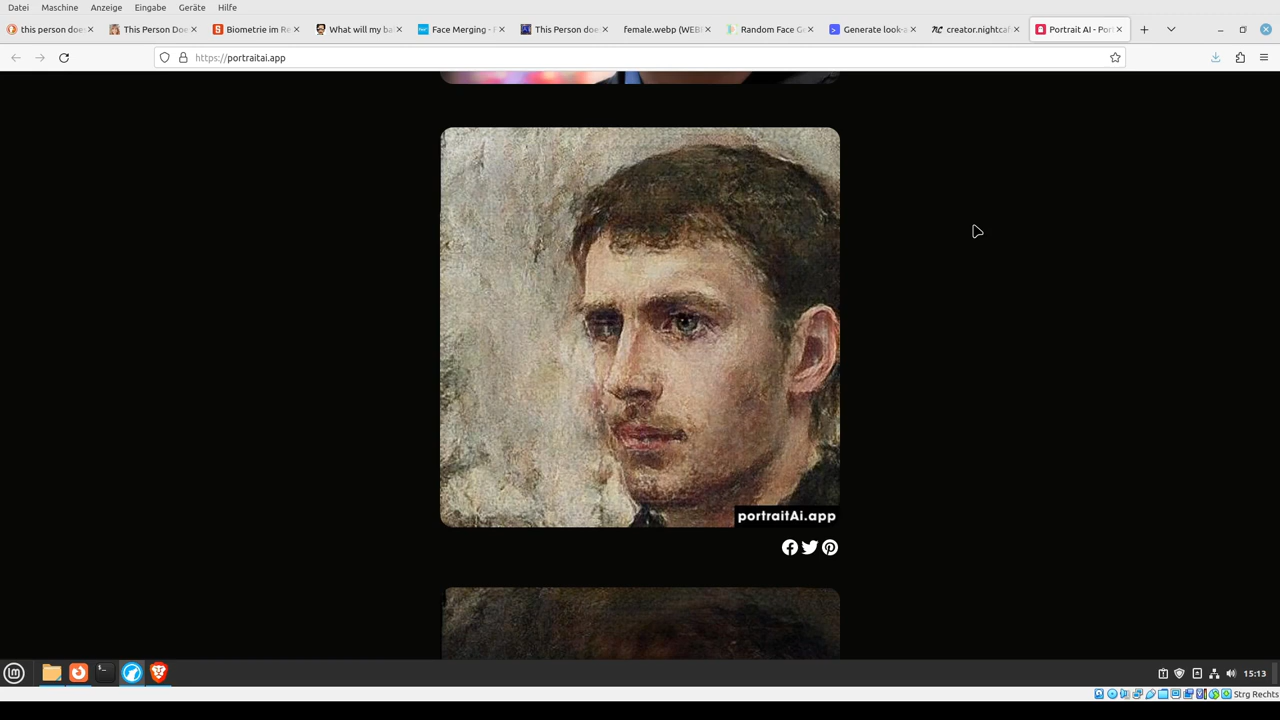 Datei Maschine Anzeige Eingabe Geräte Hilfe
this person doe
This Person Doe
Biometrie im Re
What will my ba
Face Merging -
This Person doe
female.webp (WEB
Random Face G
Generate look-a
creator.nightcaf
Portrait AI - Por
https://portraitai.app
portraitAi.app
15:13
Strg Rechts